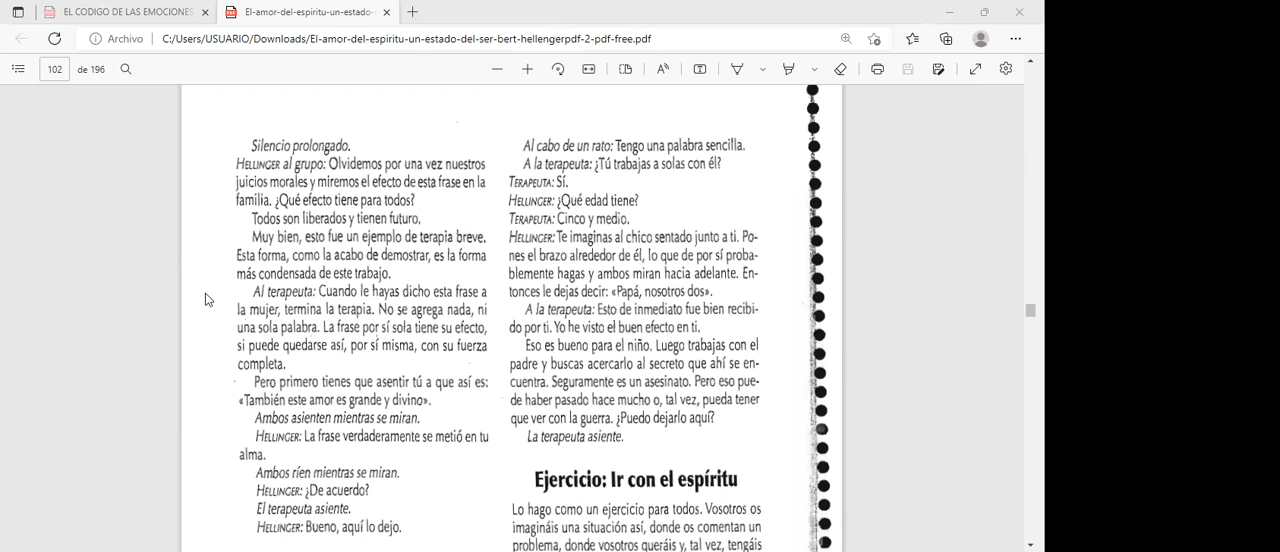 EL CODIGO DE LAS EMOCIONES
El-amor-del-espiritu-un-estado-
Archivo
C:/Users/USUARIO/Downloads/El-amor-del-espiritu-un-estado-del-ser-bert-hellengerpdf-2-pdf-free.pdf
102 de 196
Silencio prolongado.
HELLINGER al grupo: Olvidemos por una vez nuestros
juicios morales y miremos el efecto de esta frase en la
familia. ¿Qué efecto tiene para todos?
Todos son liberados y tienen futuro.
Muy bien, esto fue un ejemplo de terapia breve.
Esta forma, como la acabo de demostrar, es la forma
más condensada de este trabajo.
Al terapeuta: Cuando le hayas dicho esta frase a
la mujer, termina la terapia. No se agrega nada, ni
una sola palabra. La frase por sí sola tiene su efecto,
si puede quedarse así, por sí misma, con su fuerza
completa.
Pero primero tienes que asentir tú a que así es:
«También este amor es grande y divino».
Ambos asienten mientras se miran.
HELLINGER: La frase verdaderamente se metió en tu
alma.
Ambos ríen mientras se miran.
HELLINGER: ¿De acuerdo?
El terapeuta asiente.
HELLINGER: Bueno, aquí lo dejo.
Al cabo de un rato: Tengo una palabra sencilla.
A la terapeuta: ¿Tú trabajas a solas con él?
TERAPEUTA: Sí.
HELLINGER: ¿Qué edad tiene?
TERAPEUTA: Cinco y medio.
HELLINGER: Te imaginas al chico sentado junto a ti. Po-
nes el brazo alrededor de él, lo que de por sí proba-
blemente hagas y ambos miran hacia adelante. En-
tonces le dejas decir: «Papá, nosotros dos».
A la terapeuta: Esto de inmediato fue bien recibi-
do por ti. Yo he visto el buen efecto en ti.
Eso es bueno para el niño. Luego trabajas con el
padre y buscas acercarlo al secreto que ahí se en-
cuentra. Seguramente es un asesinato. Pero eso pue-
de haber pasado hace mucho o, tal vez, pueda tener
que ver con la guerra. ¿Puedo dejarlo aquí?
La terapeuta asiente.
Ejercicio: Ir con el espíritu
Lo hago como un ejercicio para todos. Vosotros os
imagináis una situación así, donde os comentan un
problema, donde vosotros queráis y, tal vez, tengáis